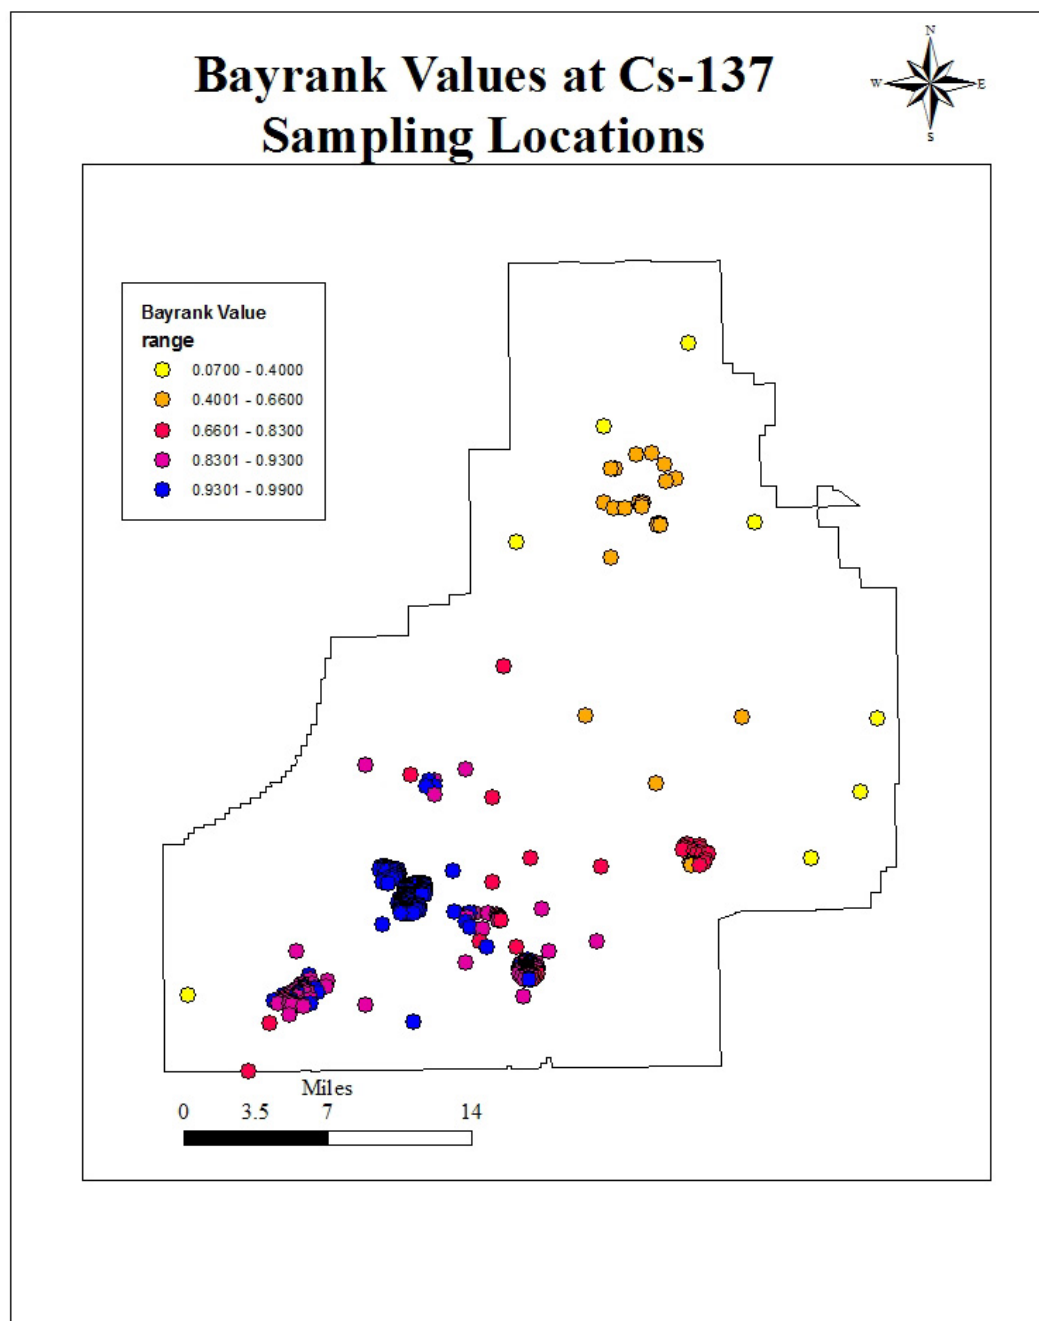 Bayrank Values at Cs-137
Sampling Locations
N
W
E
S
Bayrank Value
range
0.0700 - 0.4000
0.4001 - 0.6600
0.6601 - 0.8300
0.8301 - 0.9300
0.9301 - 0.9900
Miles
0 3.5 7 14